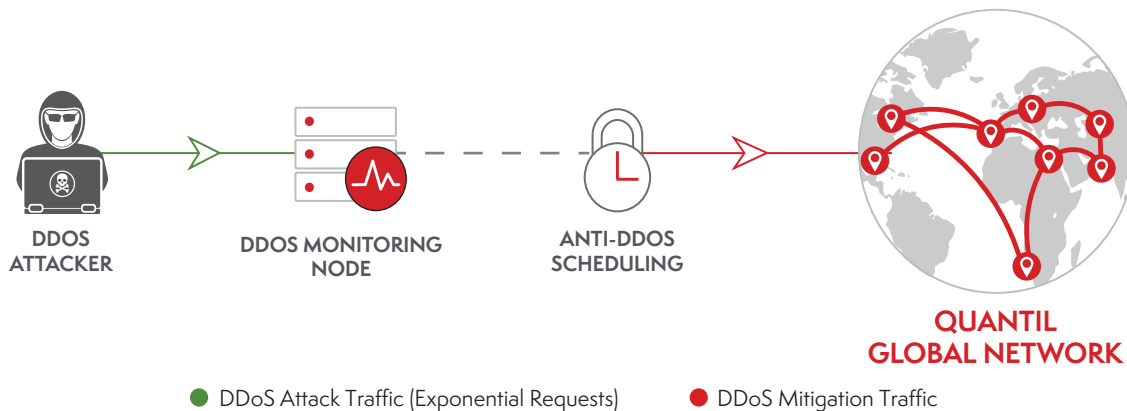 DDOS
ATTACKER
DDOS MONITORING
NODE
ANTI-DDOS
SCHEDULING
QUANTIL
GLOBAL NETWORK
DDoS Attack Traffic (Exponential Requests)
DDoS Mitigation Traffic